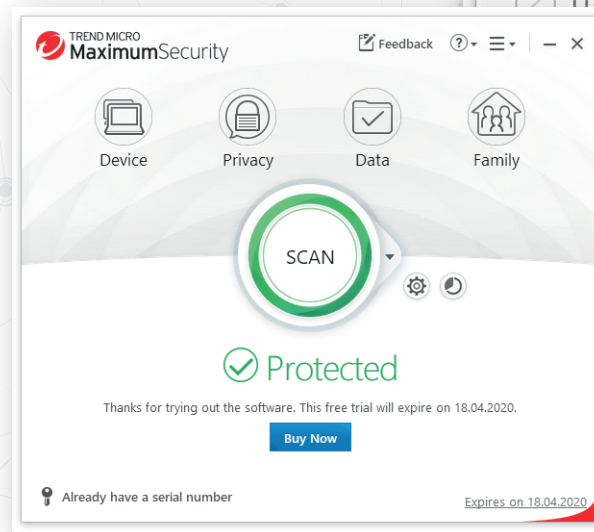 TREND MICRO
MaximumSecurity
Feedback
?
Device
Privacy
Data
Family
SCAN
Protected
Thanks for trying out the software. This free trial will expire on 18.04.2020.
Buy Now
Already have a serial number
Expires on 18.04.2020